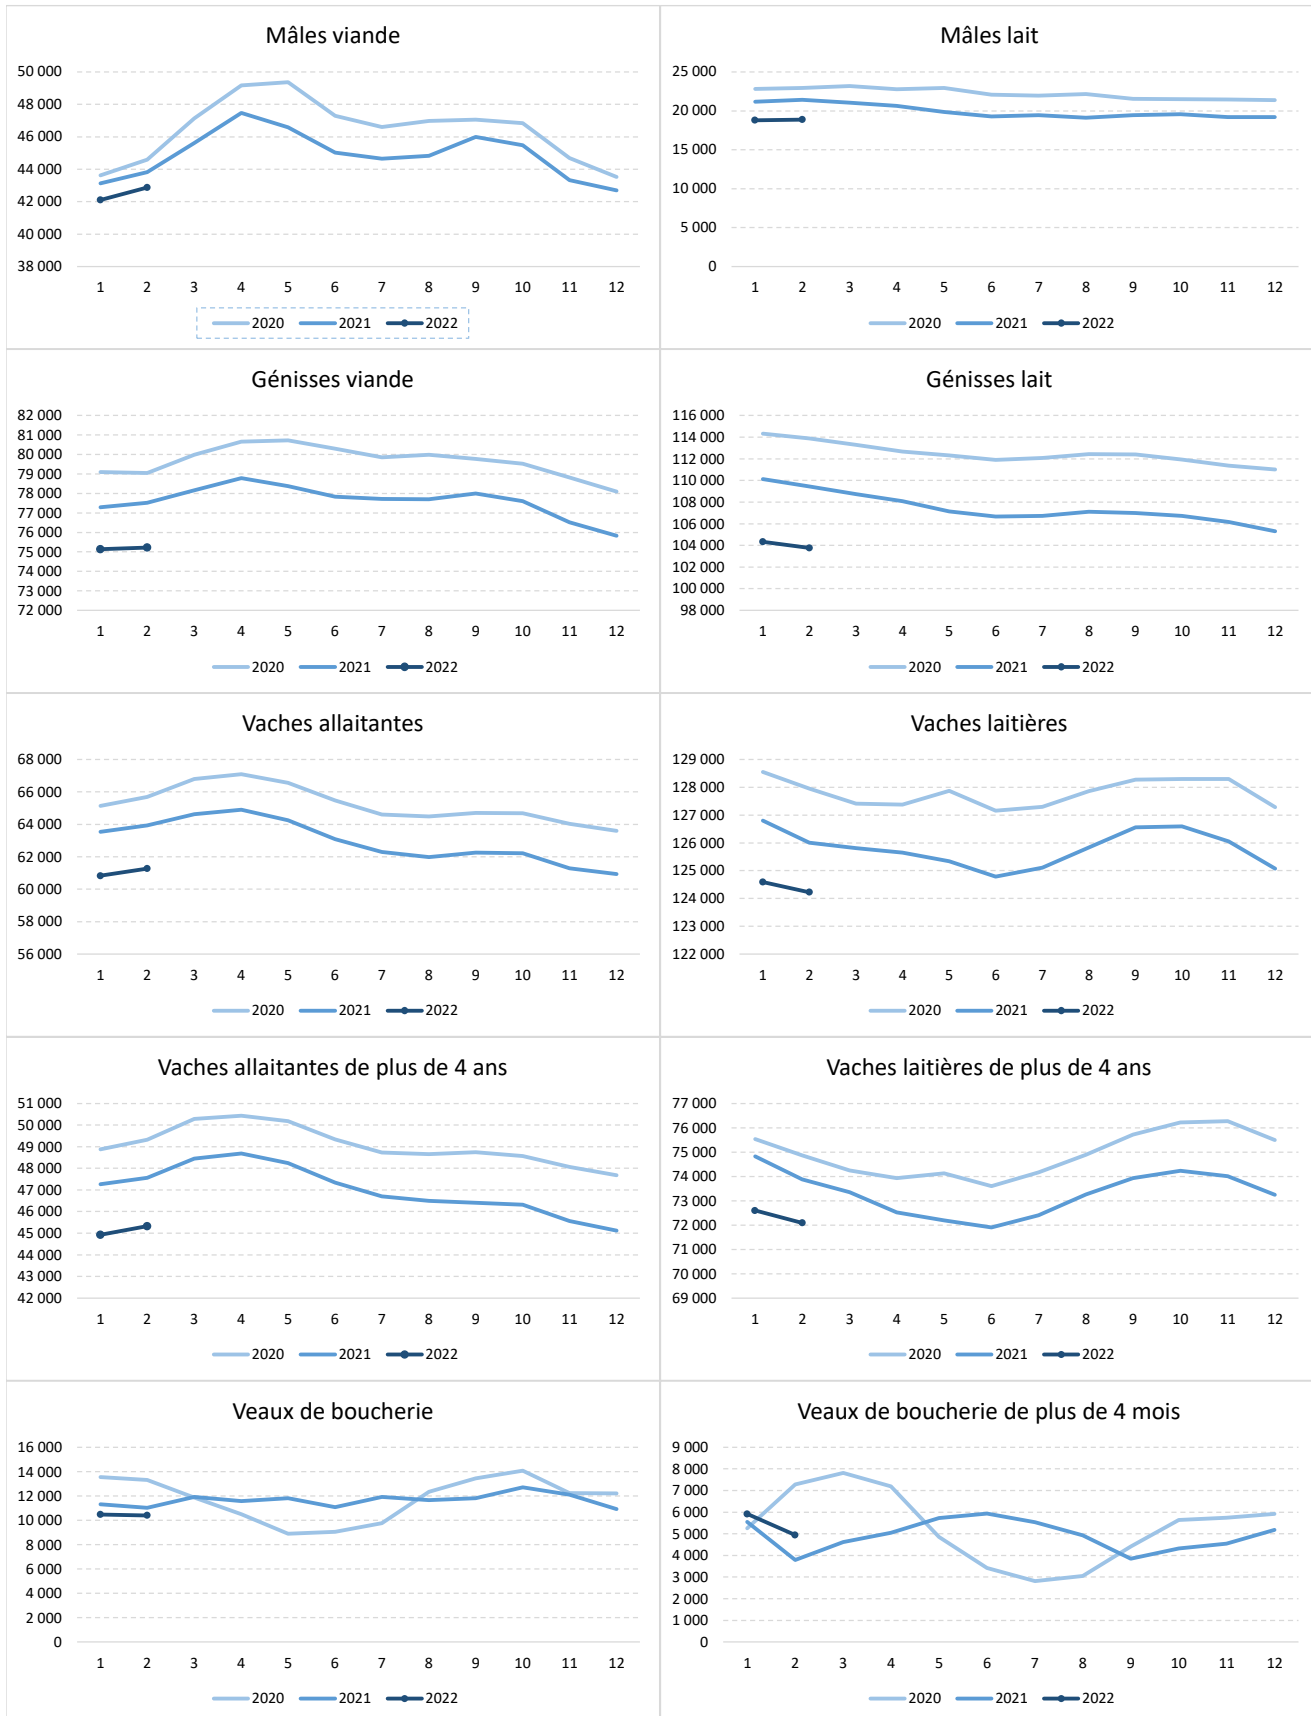 Mâles viande
50 000
48 000
46 000
44 000
42 000
40 000
38 000
1 2 3 4 5 6 7 8 9 10 11 12
2020 2021 2022
Mâles lait
25 000
20 000
15 000
10 000
5 000
0
1 2 3 4 5 6 7 8 9 10 11 12
2020 2021 2022
Génisses viande
82 000
81 000
80 000
79 000
78 000
77 000
76 000
75 000
74 000
73 000
72 000
1 2 3 4 5 6 7 8 9 10 11 12
2020 2021 2022
Génisses lait
116 000
114 000
112 000
110 000
108 000
106 000
104 000
102 000
100 000
98 000
1 2 3 4 5 6 7 8 9 10 11 12
2020 2021 2022
Vaches allaitantes
68 000
66 000
64 000
62 000
60 000
58 000
56 000
1 2 3 4 5 6 7 8 9 10 11 12
2020 2021 2022
Vaches laitières
129 000
128 000
127 000
126 000
125 000
124 000
123 000
122 000
1 2 3 4 5 6 7 8 9 10 11 12
2020 2021 2022
Vaches allaitantes de plus de 4 ans
51 000
50 000
49 000
48 000
47 000
46 000
45 000
44 000
43 000
42 000
1 2 3 4 5 6 7 8 9 10 11 12
2020 2021 2022
Vaches laitières de plus de 4 ans
77 000
76 000
75 000
74 000
73 000
72 000
71 000
70 000
69 000
1 2 3 4 5 6 7 8 9 10 11 12
2020 2021 2022
Veaux de boucherie
16 000
14 000
12 000
10 000
8 000
6 000
4 000
2 000
0
1 2 3 4 5 6 7 8 9 10 11 12
2020 2021 2022
Veaux de boucherie de plus de 4 mois
9 000
8 000
7 000
6 000
5 000
4 000
3 000
2 000
1 000
0
1 2 3 4 5 6 7 8 9 10 11 12
2020 2021 2022